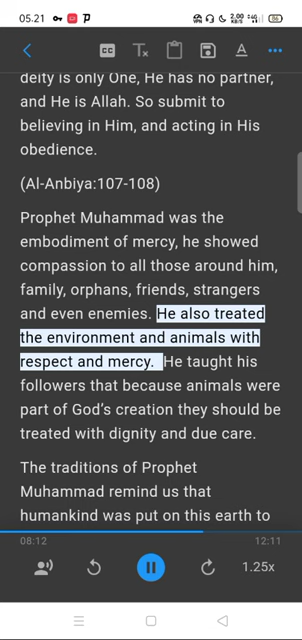 05.21
2,00 KB/S
86
CC
deity is only One, He has no partner,
and He is Allah. So submit to
believing in Him, and acting in His
obedience.
(Al-Anbiya:107-108)
Prophet Muhammad was the
embodiment of mercy, he showed
compassion to all those around him,
family, orphans, friends, strangers
and even enemies. He also treated
the environment and animals with
respect and mercy. He taught his
followers that because animals were
part of God’s creation they should be
treated with dignity and due care.
The traditions of Prophet
Muhammad remind us that
humankind was put on this earth to
08:12
12:11
1.25x